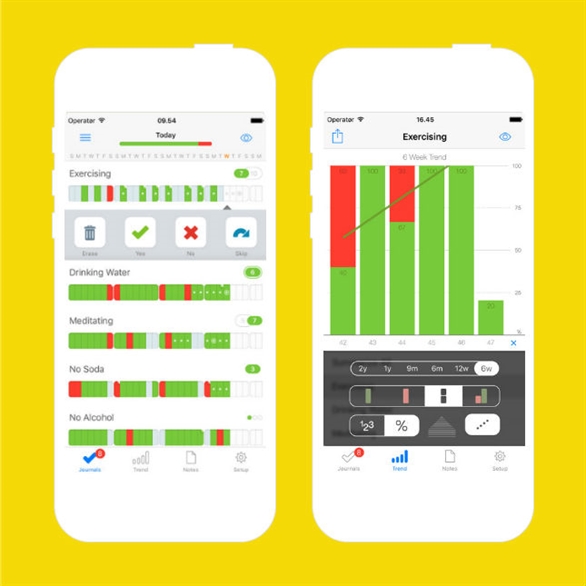 Operator 09.54
Today
S M T W T F S S M T W T F S S M T W T F S S M T W T F S S M
Exercising 7
Erase Yes No Skip
Drinking Water 6
Meditating 7
No Soda 3
No Alcohol
8
Journals Trend Notes Setup
Operator 16.45
Exercising
6 Week Trend
100 100 100 100
75
67
50
40
25
20
%
42 43 44 45 46 47 ×
2y 1y 9m 6m 12w 6w
123 %
8
Journals Trend Notes Setup